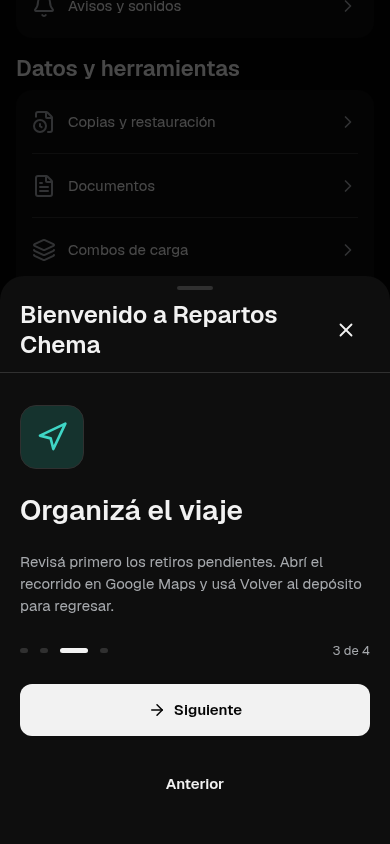 Avisos y sonidos
Datos y herramientas
Copias y restauración
Documentos
Combos de carga
Bienvenido a Repartos
Chema
Organizá el viaje
Revisá primero los retiros pendientes. Abrí el
recorrido en Google Maps y usá Volver al depósito
para regresar.
3 de 4
Siguiente
Anterior